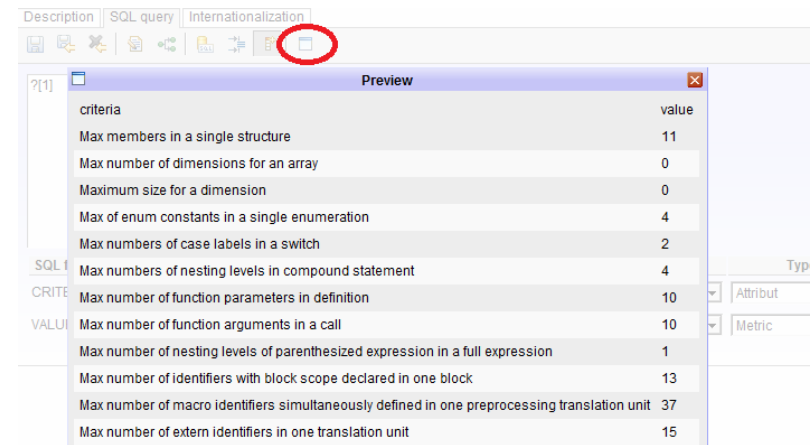 Description SQL query Internationalization
?[1]
Preview
criteria value
Max members in a single structure 11
Max number of dimensions for an array 0
Maximum size for a dimension 0
Max of enum constants in a single enumeration 4
Max numbers of case labels in a switch 2
Max numbers of nesting levels in compound statement 4
Max number of function parameters in definition 10
Max number of function arguments in a call 10
Max number of nesting levels of parenthesized expression in a full expression 1
Max number of identifiers with block scope declared in one block 13
Max number of macro identifiers simultaneously defined in one preprocessing translation unit 37
Max number of extern identifiers in one translation unit 15
SQL Typ
CRITE Attribut
VALU Metric